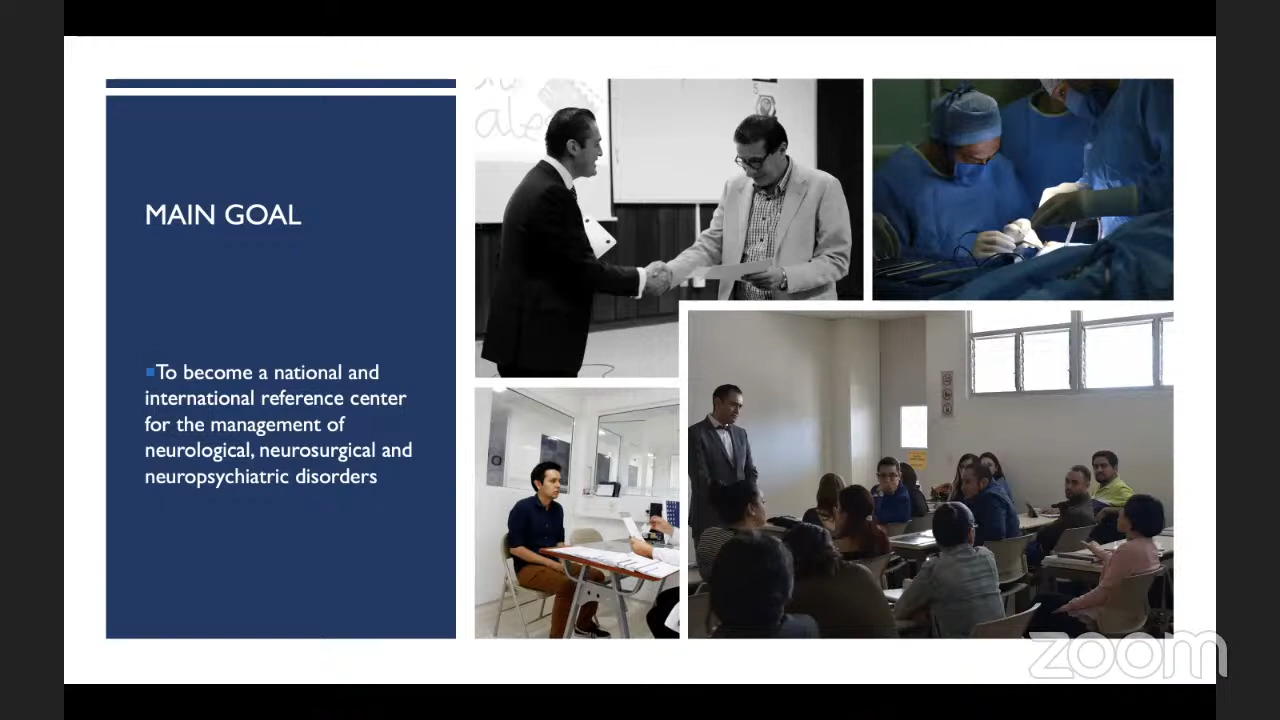 MAIN GOAL
▪To become a national and
international reference center
for the management of
neurological, neurosurgical and
neuropsychiatric disorders
zoom